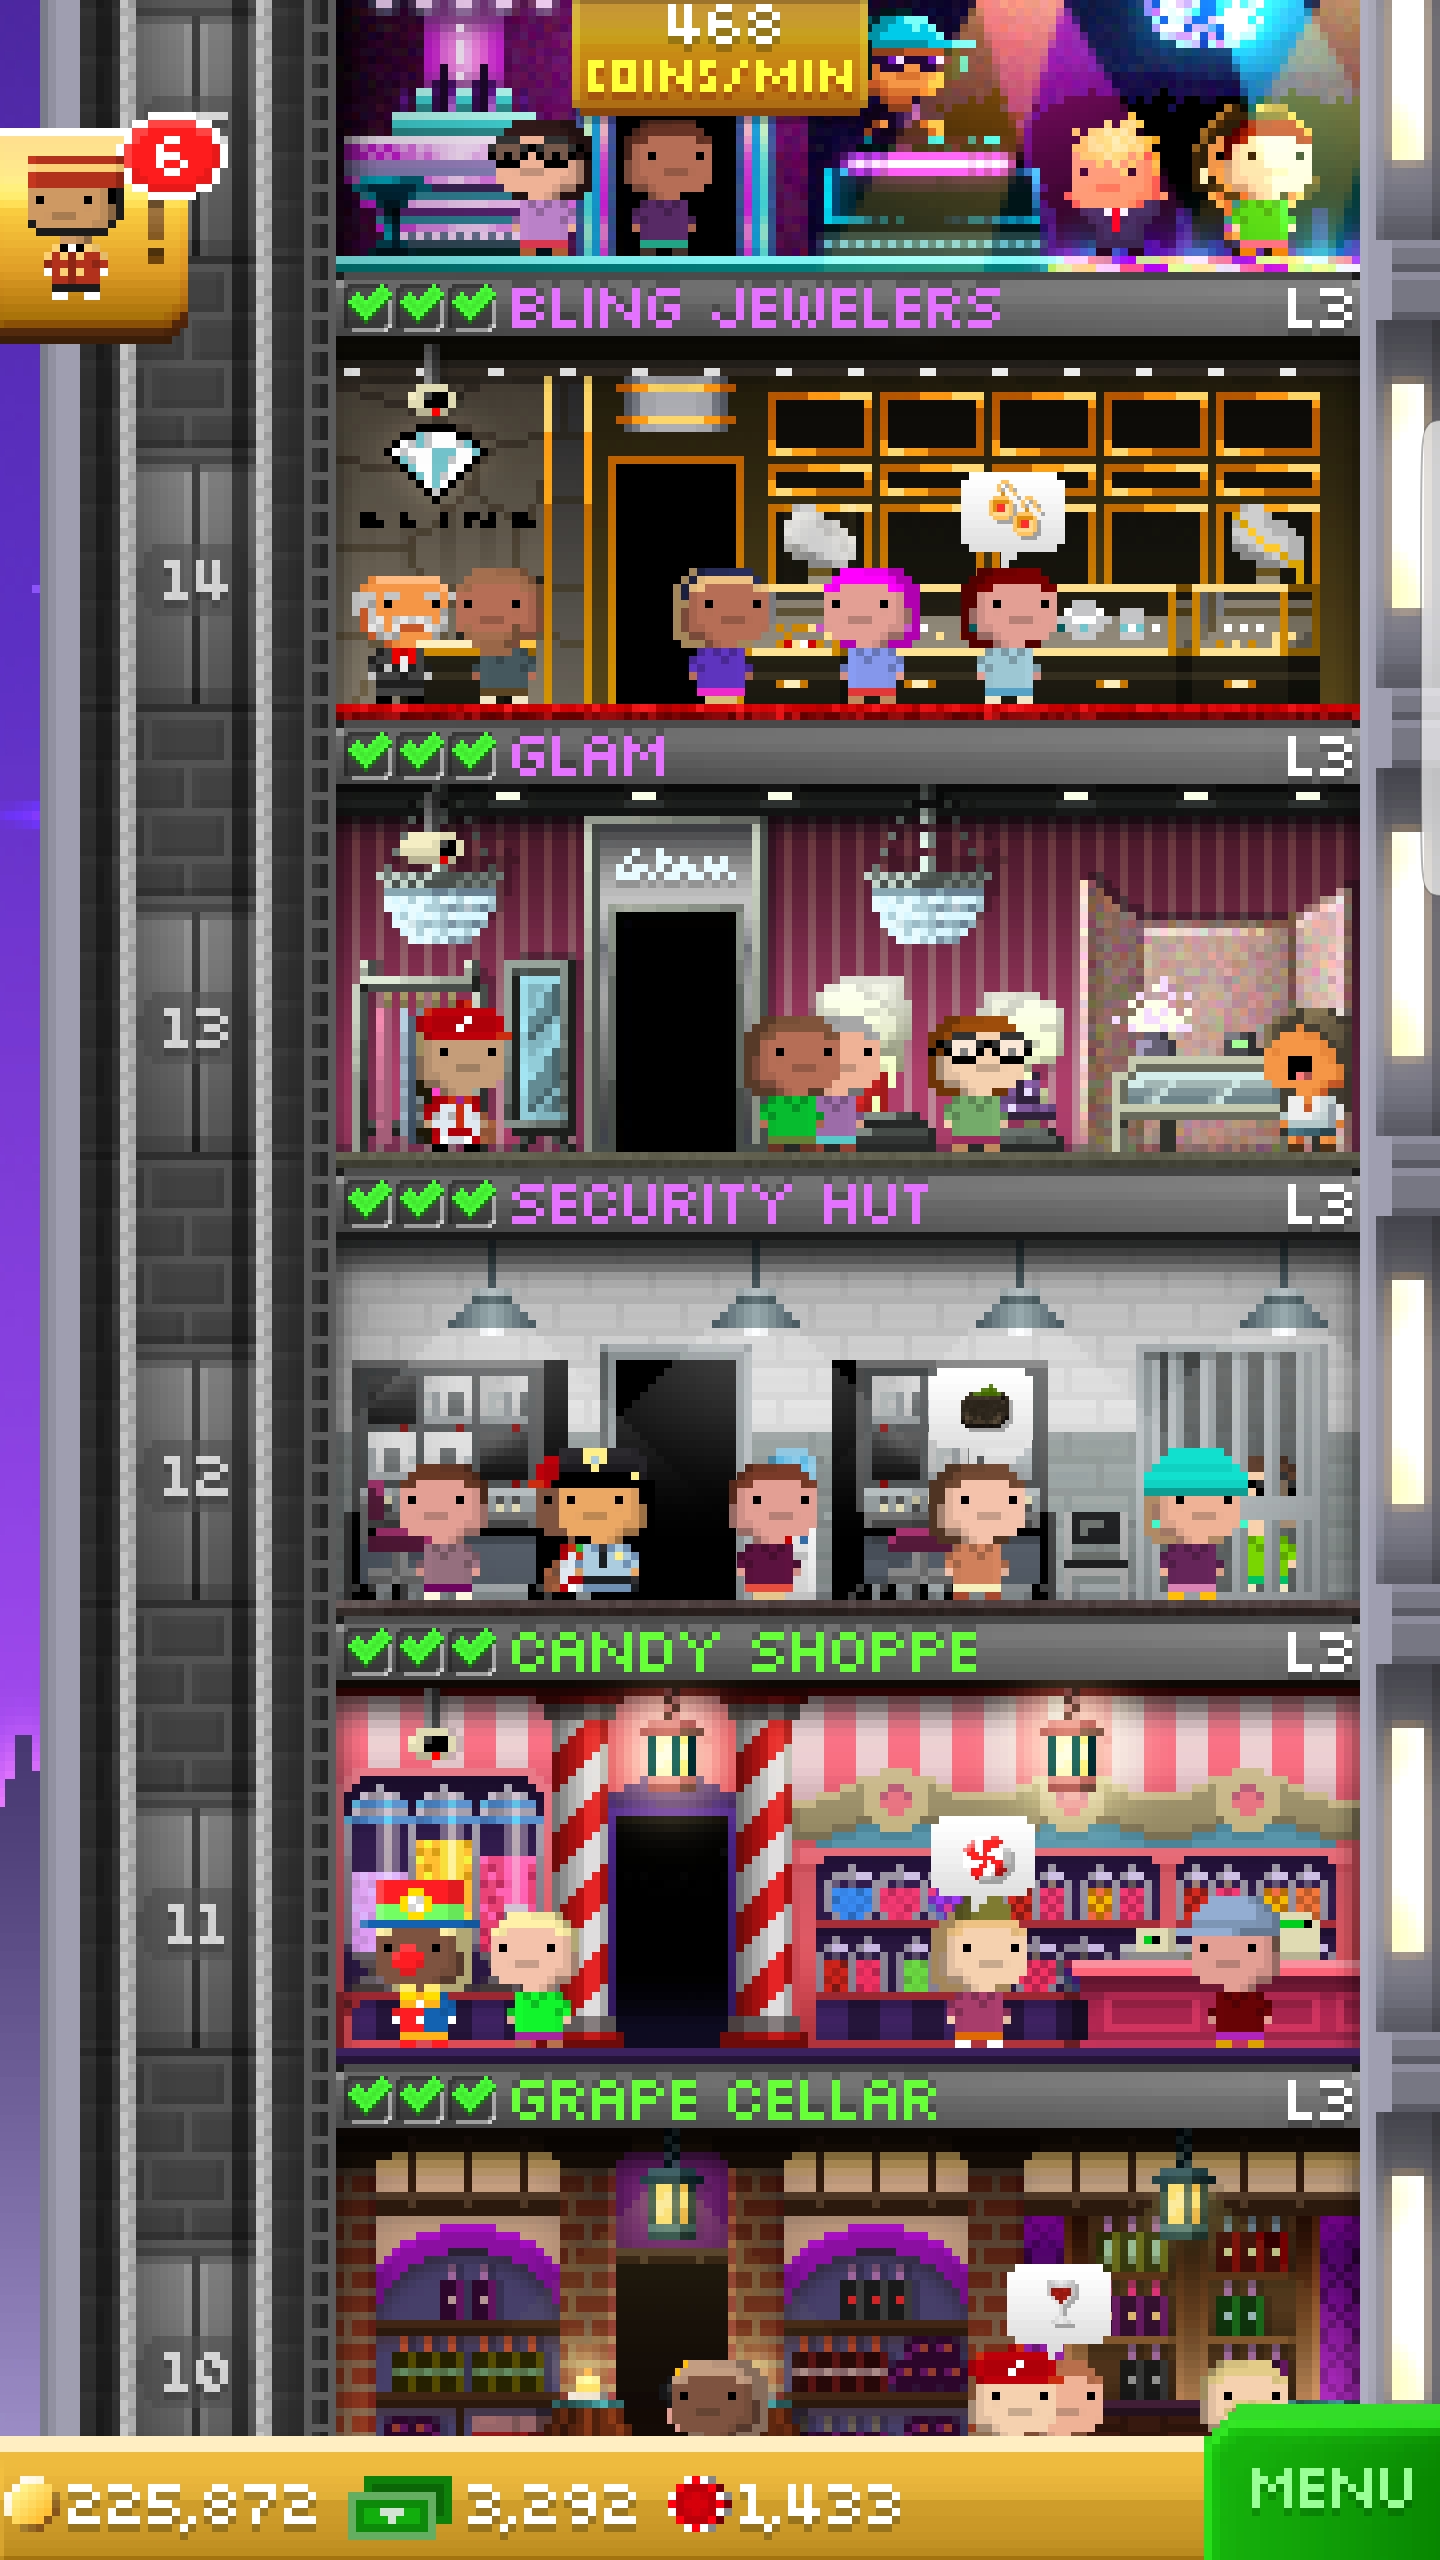 468
COINS/MIN
6
!
BLING JEWELERS L3
BLING
14
GLAM L3
Glam
13
1
SECURITY HUT L3
12
CANDY SHOPPE L3
11
GRAPE CELLAR L3
10
225,872 3,292 1,433 MENU